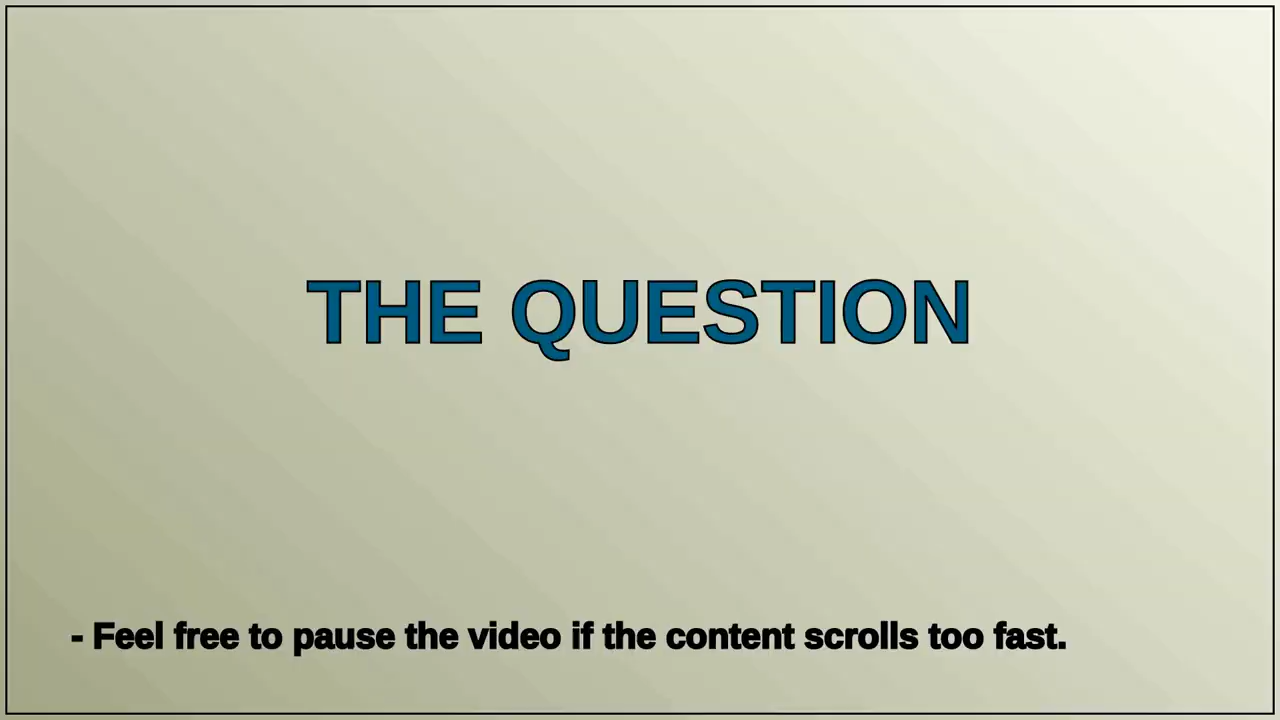 THE QUESTION
- Feel free to pause the video if the content scrolls too fast.